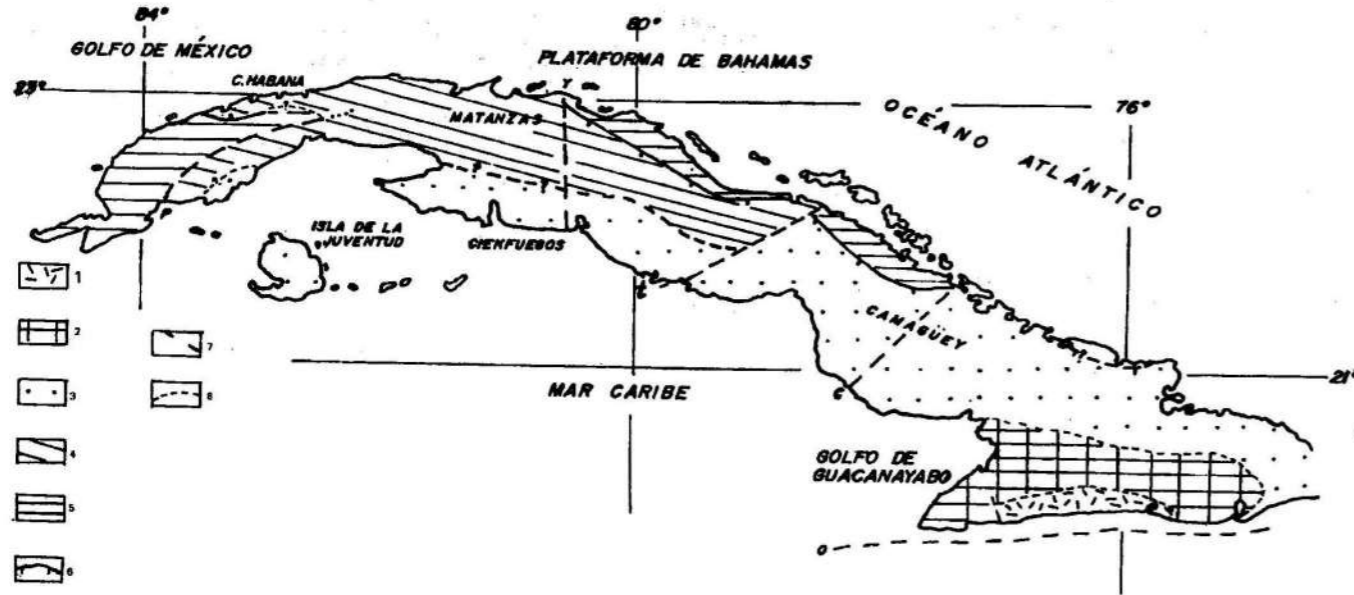 84°
80°
GOLFO DE MÉXICO
PLATAFORMA DE BAHAMAS
C.HABANA
23°
Y
76°
OCÉANO ATLÁNTICO
MATANZAS
P
ISLA DE LA
JUVENTUD
CIENFUEGOS
CAMAGÜEY
1
2
7
3
8
4
5
6
MAR CARIBE
21°
C
GOLFO DE
GUACANAYABO
O